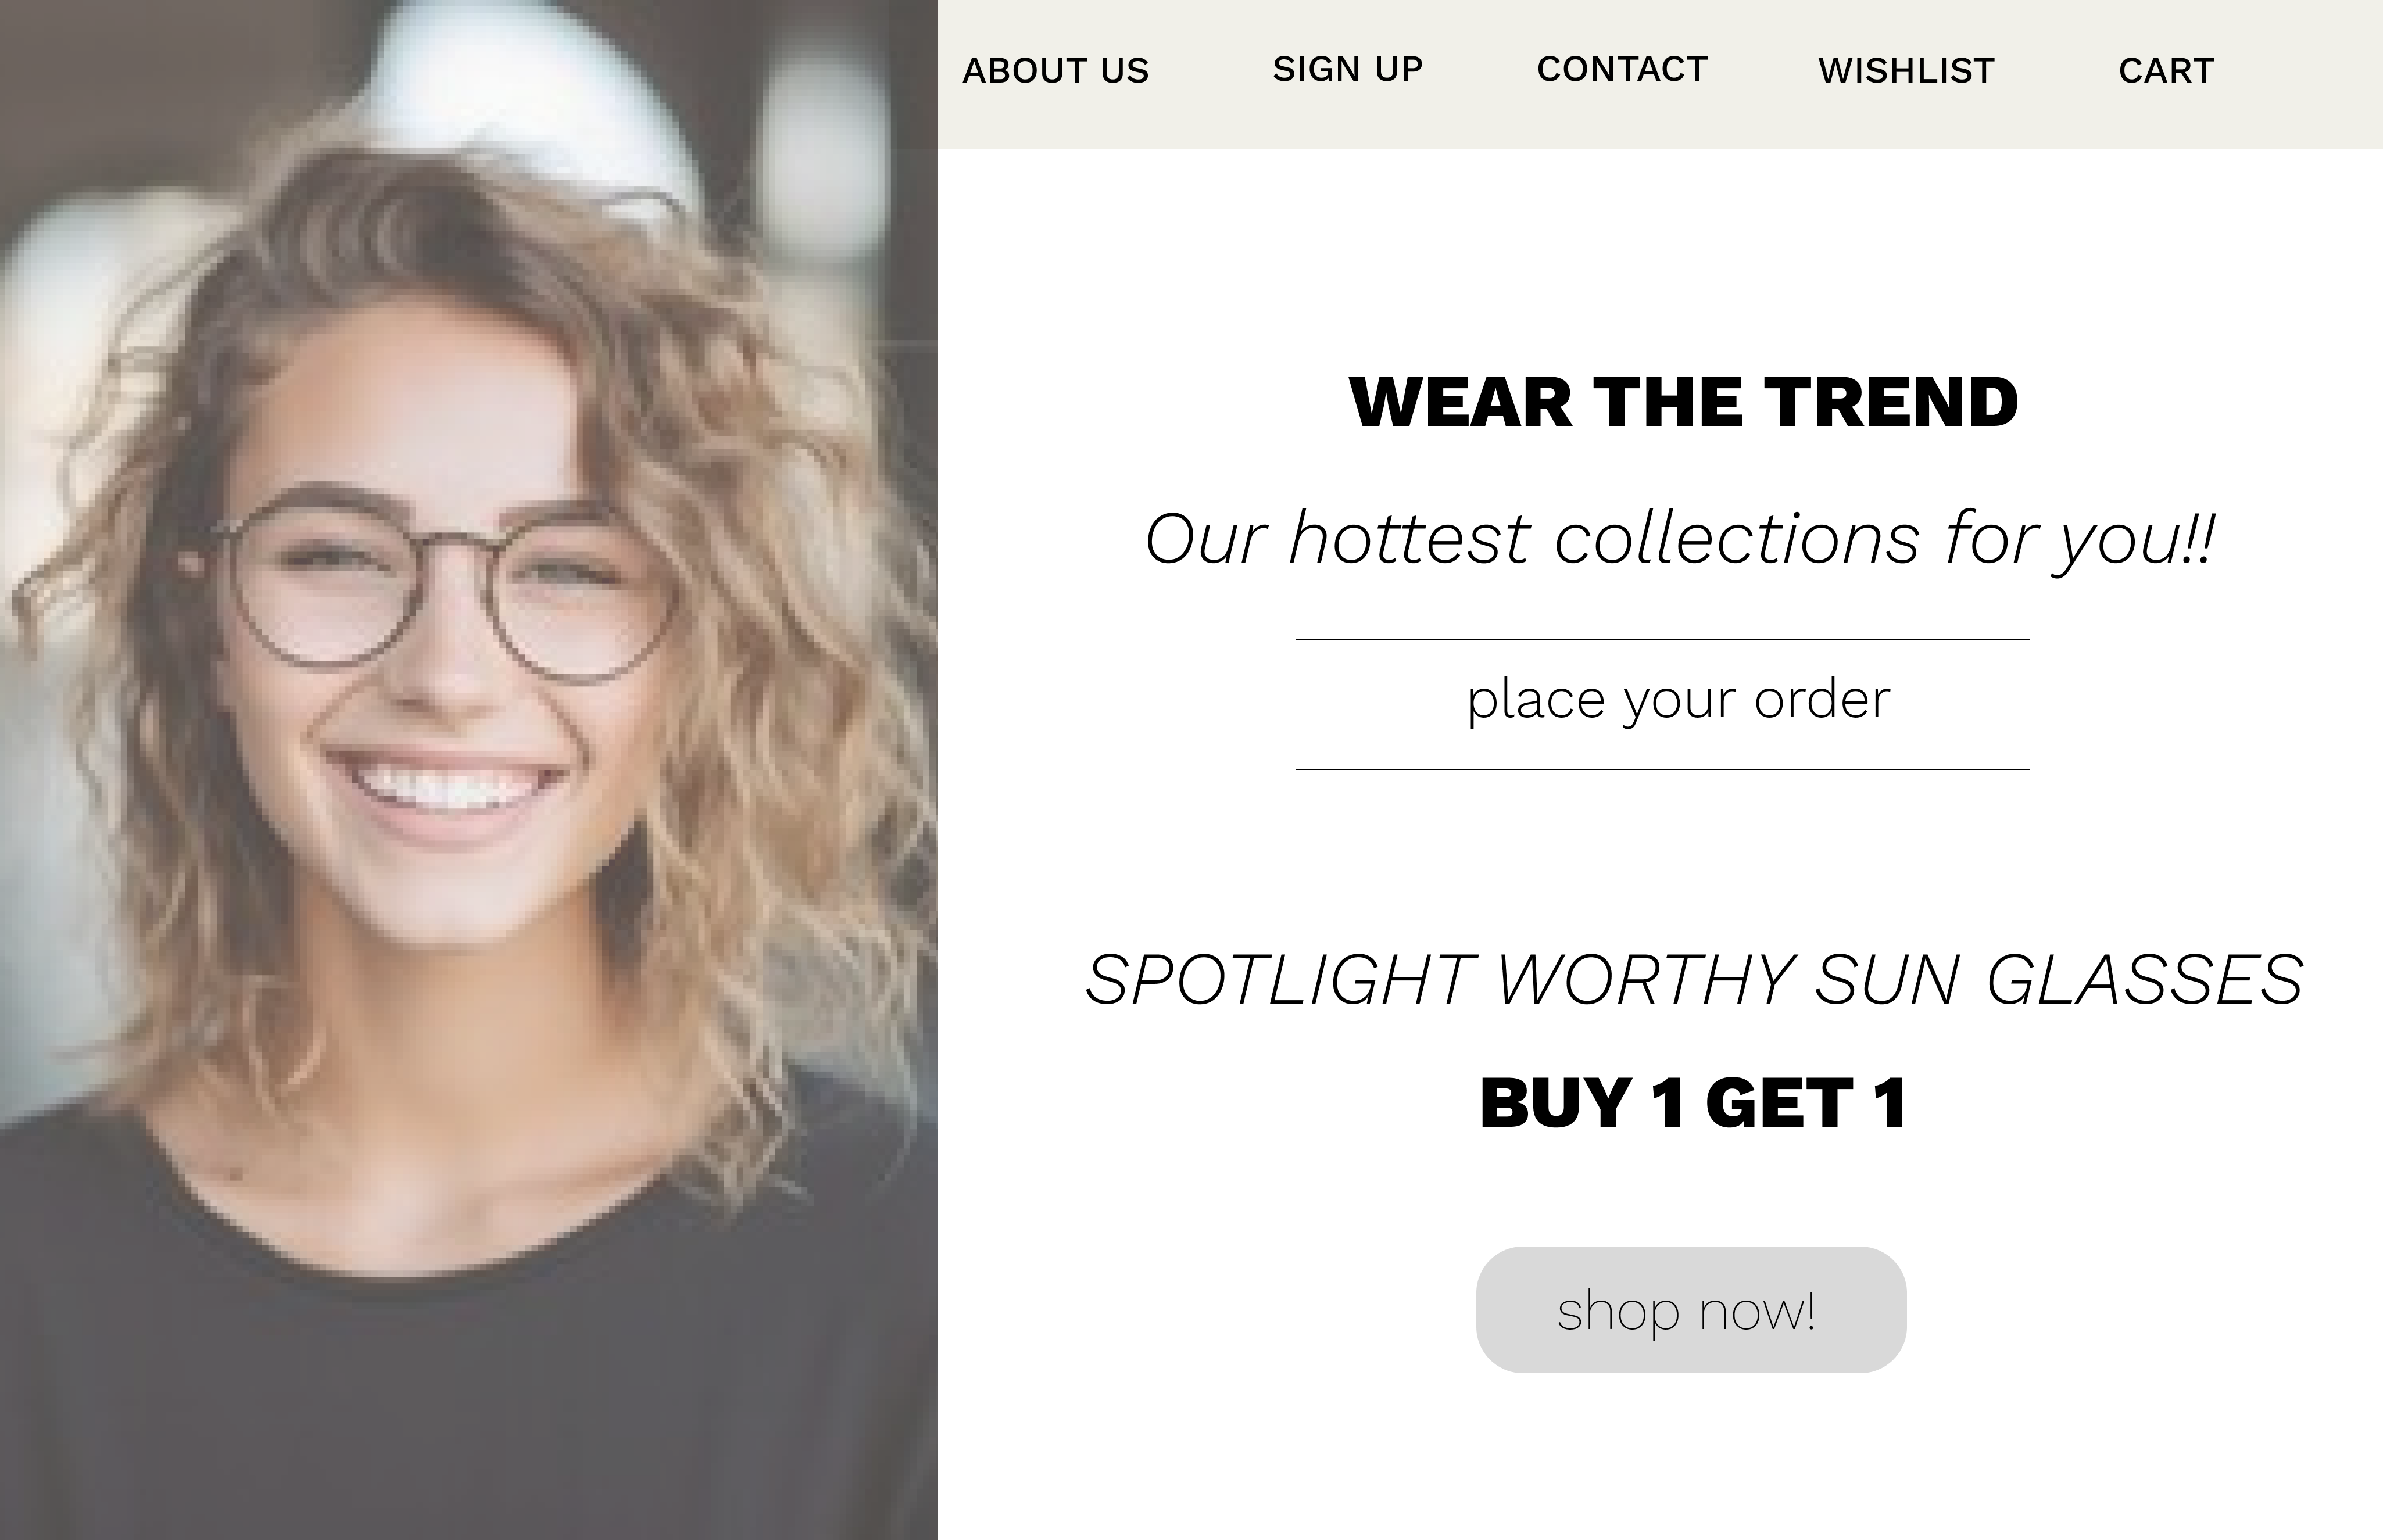 ABOUT US SIGN UP CONTACT WISHLIST CART
WEAR THE TREND
Our hottest collections for you!!
place your order
SPOTLIGHT WORTHY SUN GLASSES
BUY 1 GET 1
shop now!